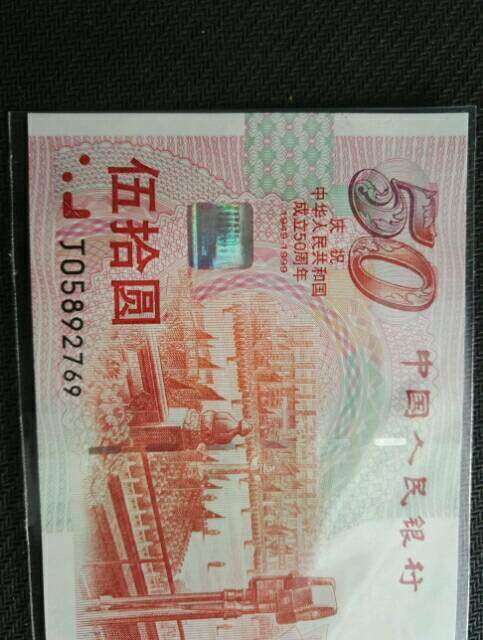 中国人民银行
50
庆祝
中华人民共和国
成立50周年
1949-1999
伍拾圆
J05892769